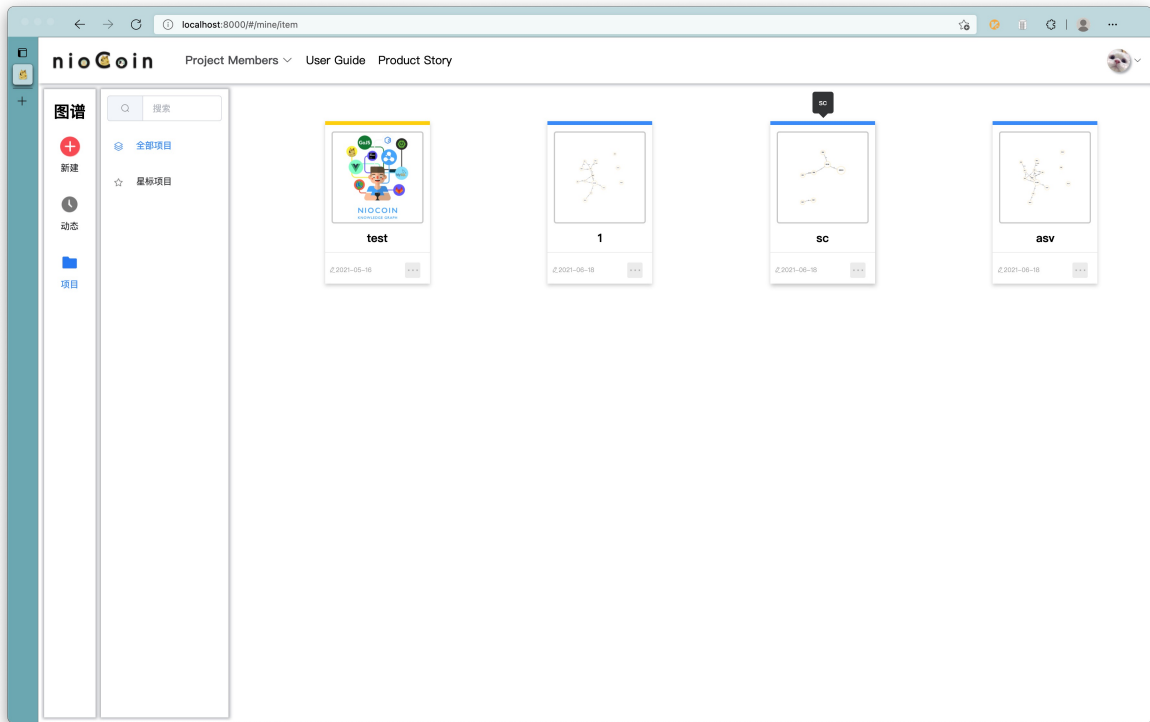 localhost:8000/#/mine/item
nioCoin
Project Members
User Guide
Product Story
图谱
新建
动态
项目
搜索
全部项目
星标项目
NIOCOIN
KNOWLEDGE GRAPH
test
2021-05-16
1
2021-06-18
sc
sc
2021-06-18
asv
2021-06-18